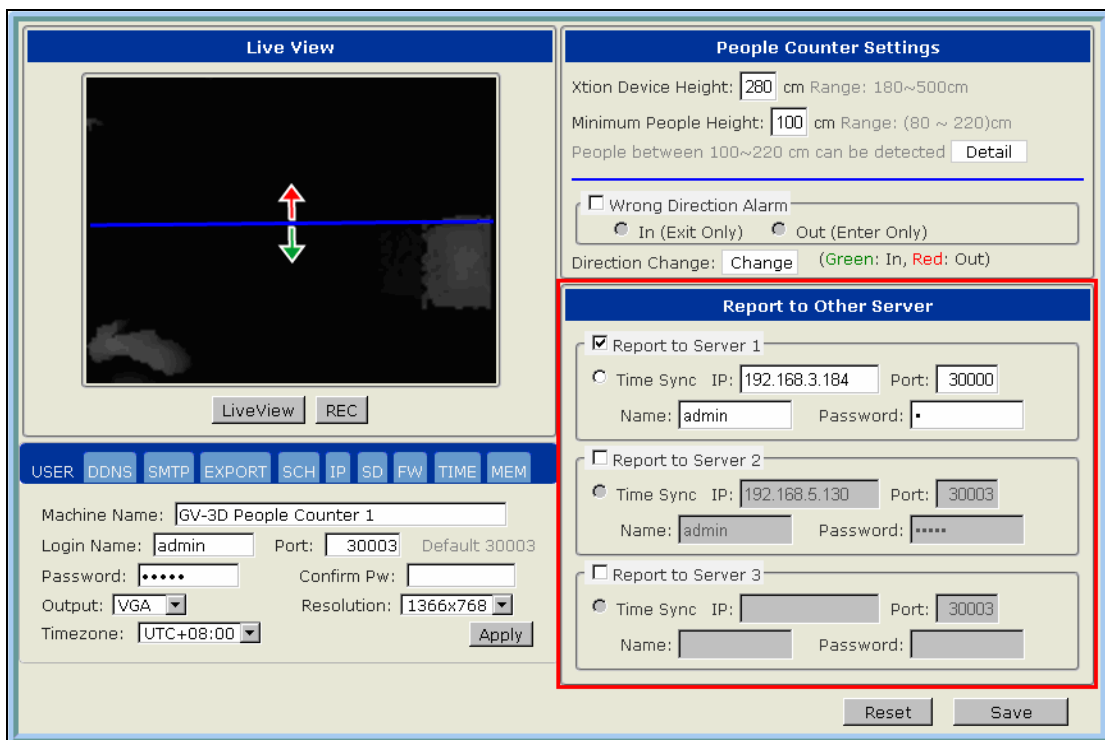 Live View
LiveView REC
USER DDNS SMTP EXPORT SCH IP SD FW TIME MEM
Machine Name: GV-3D People Counter 1
Login Name: admin Port: 30003 Default 30003
Password: ••••• Confirm Pw:
Output: VGA Resolution: 1366x768
Timezone: UTC+08:00 Apply
People Counter Settings
Xtion Device Height: 280 cm Range: 180~500cm
Minimum People Height: 100 cm Range: (80 ~ 220)cm
People between 100~220 cm can be detected Detail
Wrong Direction Alarm
In (Exit Only) Out (Enter Only)
Direction Change: Change (Green: In, Red: Out)
Report to Other Server
Report to Server 1
Time Sync IP: 192.168.3.184 Port: 30000
Name: admin Password: •
Report to Server 2
Time Sync IP: 192.168.5.130 Port: 30003
Name: admin Password: •••••
Report to Server 3
Time Sync IP: Port: 30003
Name: Password:
Reset Save